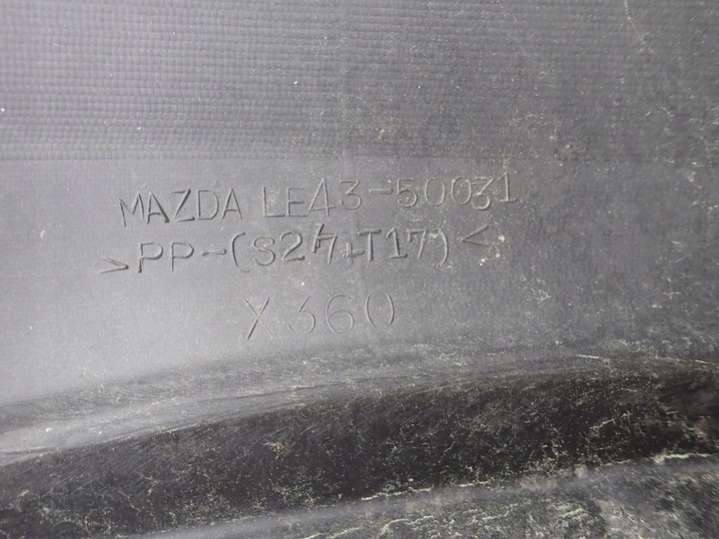 MAZDA LE43-50031
>PP-(S24+T17)<
X360